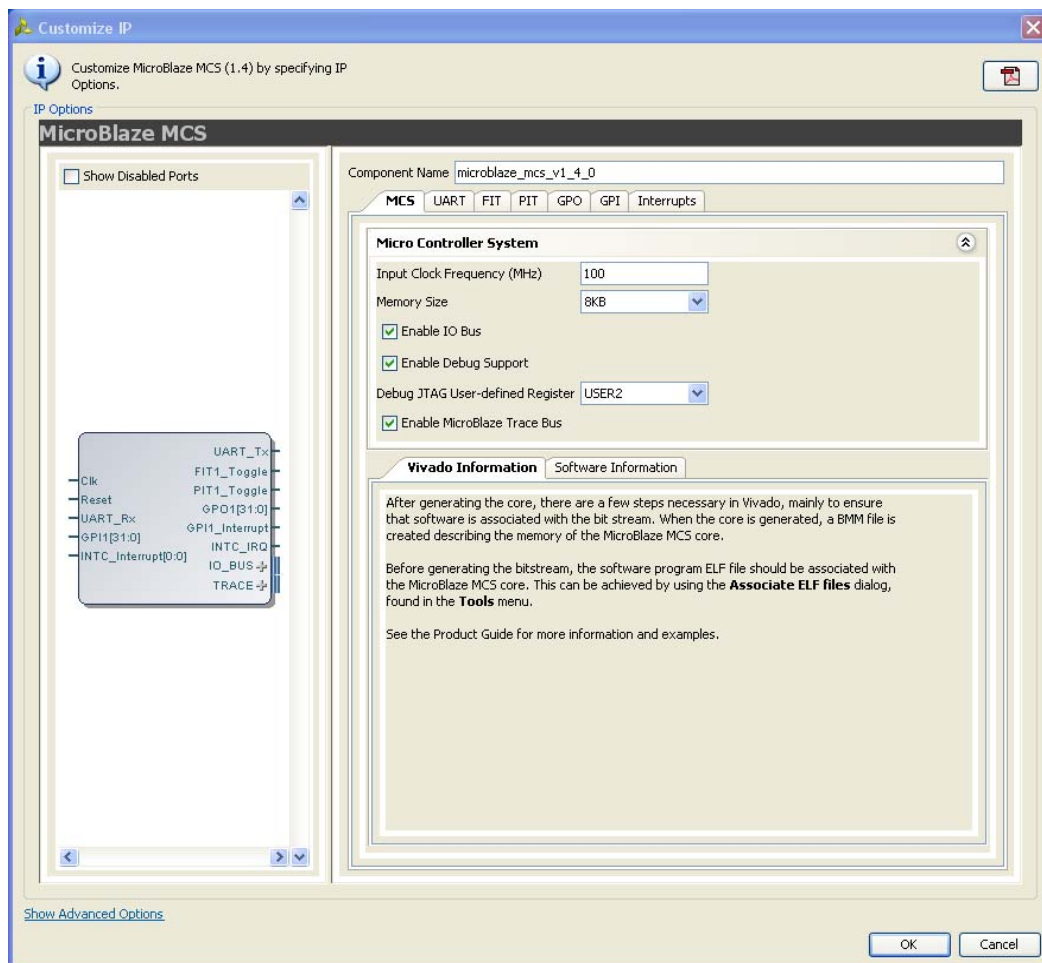 Customize IP
Customize MicroBlaze MCS (1.4) by specifying IP
Options.
IP Options
MicroBlaze MCS
Show Disabled Ports
Clk
Reset
UART_Rx
GPI1[31:0]
INTC_Interrupt[0:0]
UART_Tx
FIT1_Toggle
PIT1_Toggle
GPO1[31:0]
GPI1_Interrupt
INTC_IRQ
IO_BUS
TRACE
Component Name microblaze_mcs_v1_4_0
MCS UART FIT PIT GPO GPI Interrupts
Micro Controller System
Input Clock Frequency (MHz) 100
Memory Size 8KB
Enable IO Bus
Enable Debug Support
Debug JTAG User-defined Register USER2
Enable MicroBlaze Trace Bus
Vivado Information Software Information
After generating the core, there are a few steps necessary in Vivado, mainly to ensure
that software is associated with the bit stream. When the core is generated, a BMM file is
created describing the memory of the MicroBlaze MCS core.
Before generating the bitstream, the software program ELF file should be associated with
the MicroBlaze MCS core. This can be achieved by using the Associate ELF files dialog,
found in the Tools menu.
See the Product Guide for more information and examples.
Show Advanced Options
OK Cancel